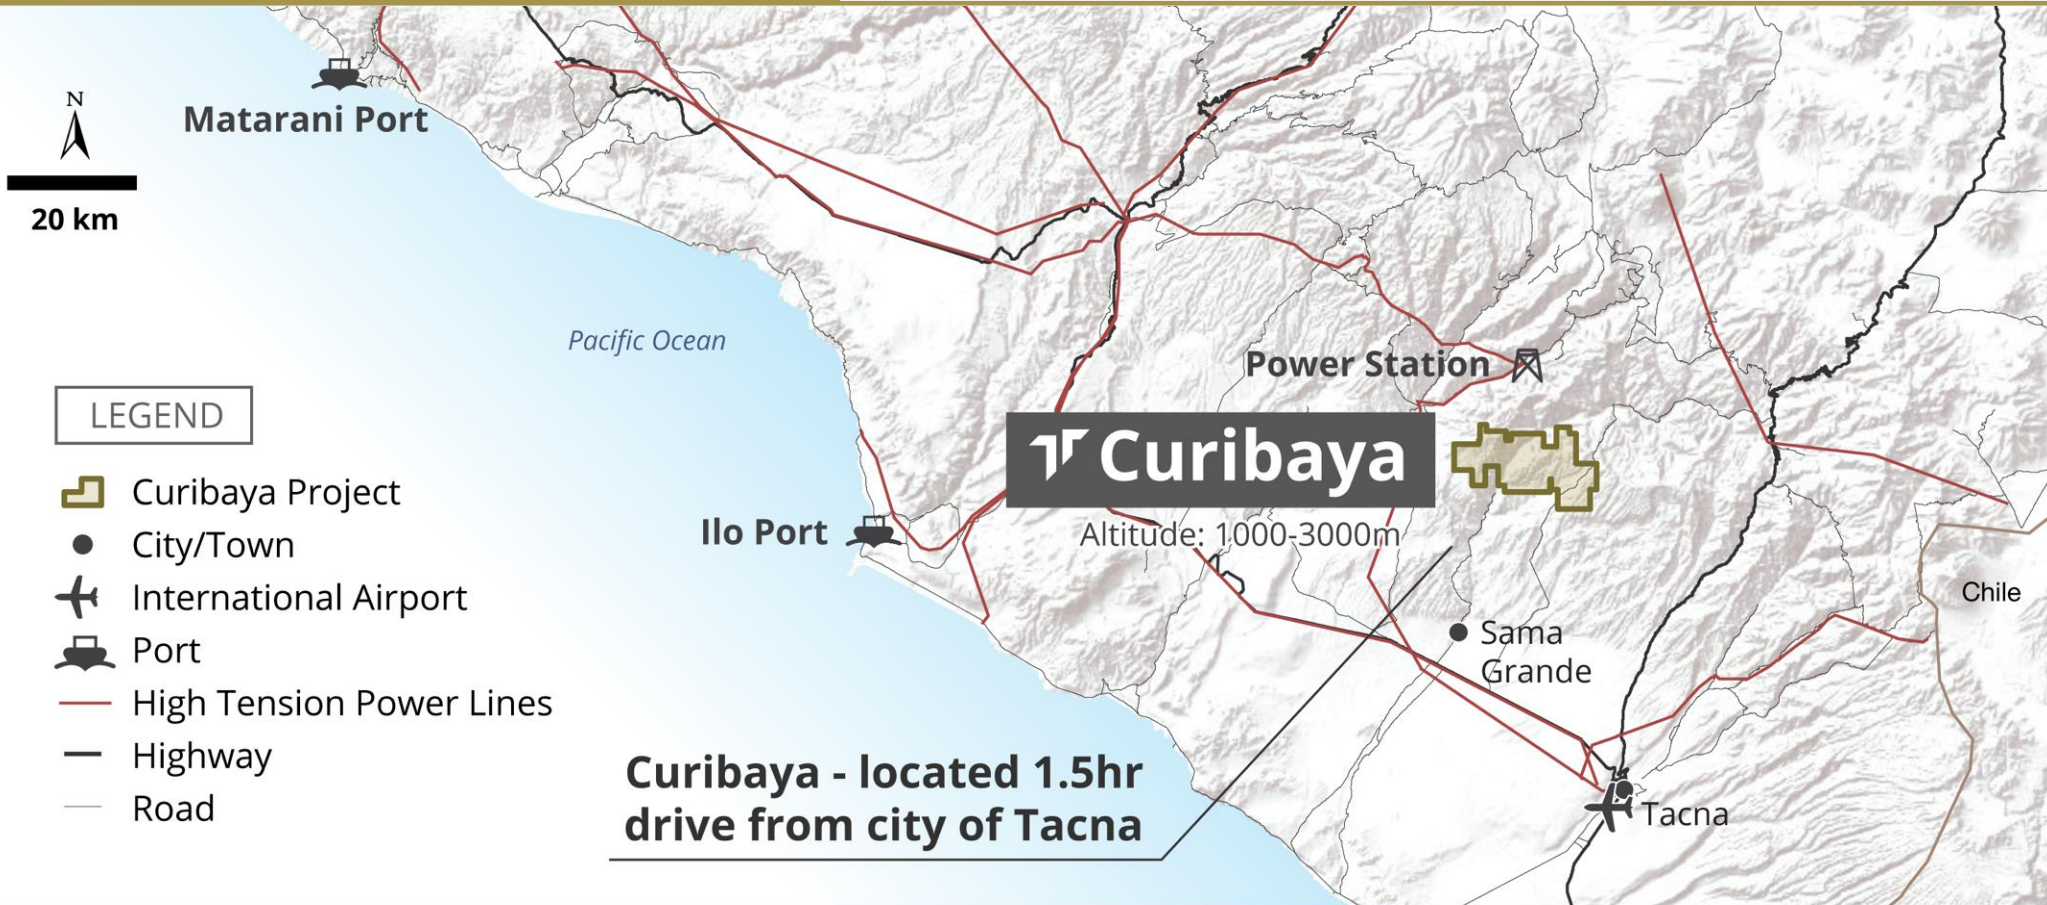 Matarani Port
N
20 km
Pacific Ocean
Power Station
Curibaya
Altitude: 1000-3000m
Ilo Port
LEGEND
Curibaya Project
City/Town
International Airport
Port
High Tension Power Lines
Highway
Road
Chile
Sama
Grande
Curibaya - located 1.5hr
drive from city of Tacna
Tacna